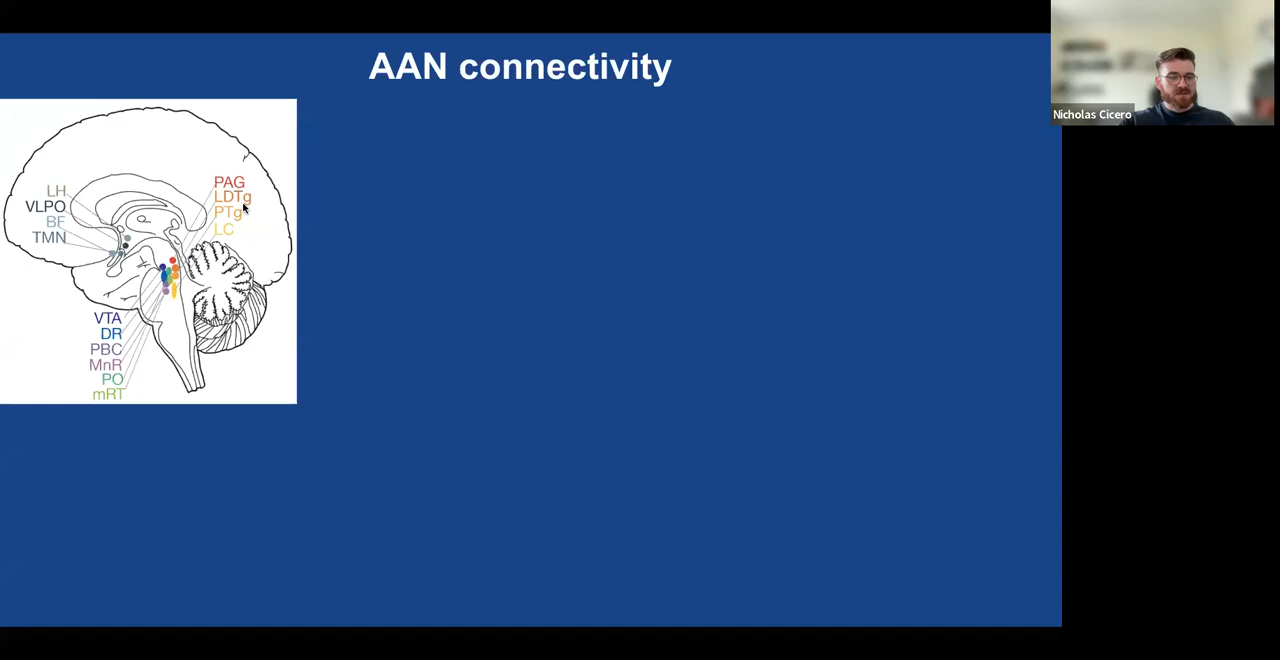 AAN connectivity
Nicholas Cicero
LH
VLPO
BF
TMN
PAG
LDTg
PTg
LC
VTA
DR
PBC
MnR
PO
mRT